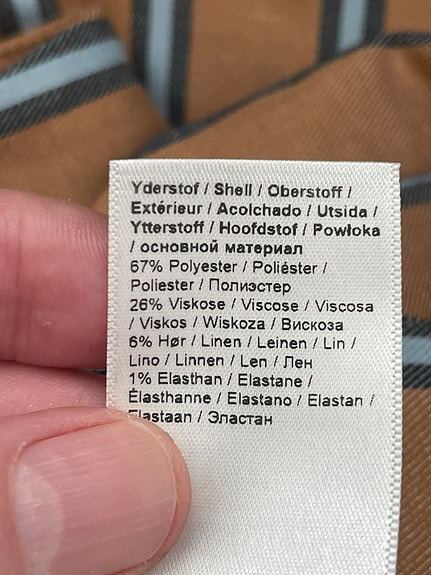 Yderstof / Shell / Oberstoff /
Extérieur / Acolchado / Utsida /
Ytterstoff / Hoofdstof / Powłoka
/ основной материал
67% Polyester / Poliéster /
Poliester / Полиэстер
26% Viskose / Viscose / Viscosa
/ Viskos / Wiskoza / Вискоза
6% Hør / Linen / Leinen / Lin /
Lino / Linnen / Len / Лен
1% Elasthan / Elastane /
Élasthanne / Elastano / Elastan /
Elastaan / Эластан